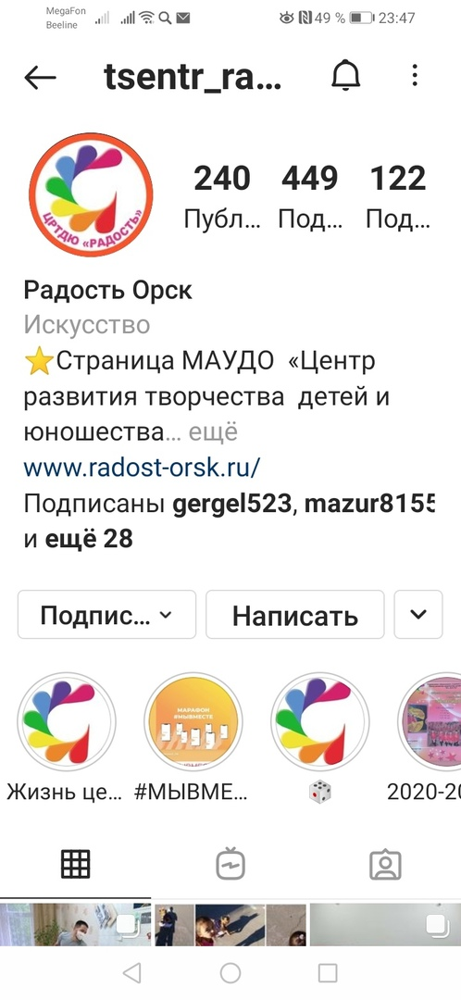 MegaFon
Beeline
49 %
23:47
tsentr_ra...
240 449 122
Публ... Под... Под...
ЦРТДЮ «РАДОСТЬ»
Радость Орск
Искусство
⭐Страница МАУДО «Центр
развития творчества детей и
юношества... ещё
www.radost-orsk.ru/
Подписаны gergel523, mazur8155
и ещё 28
Подпис... Написать
МАРАФОН
#МЫВМЕСТЕ
Жизнь це... #МЫВМЕ... 🎲 2020-20